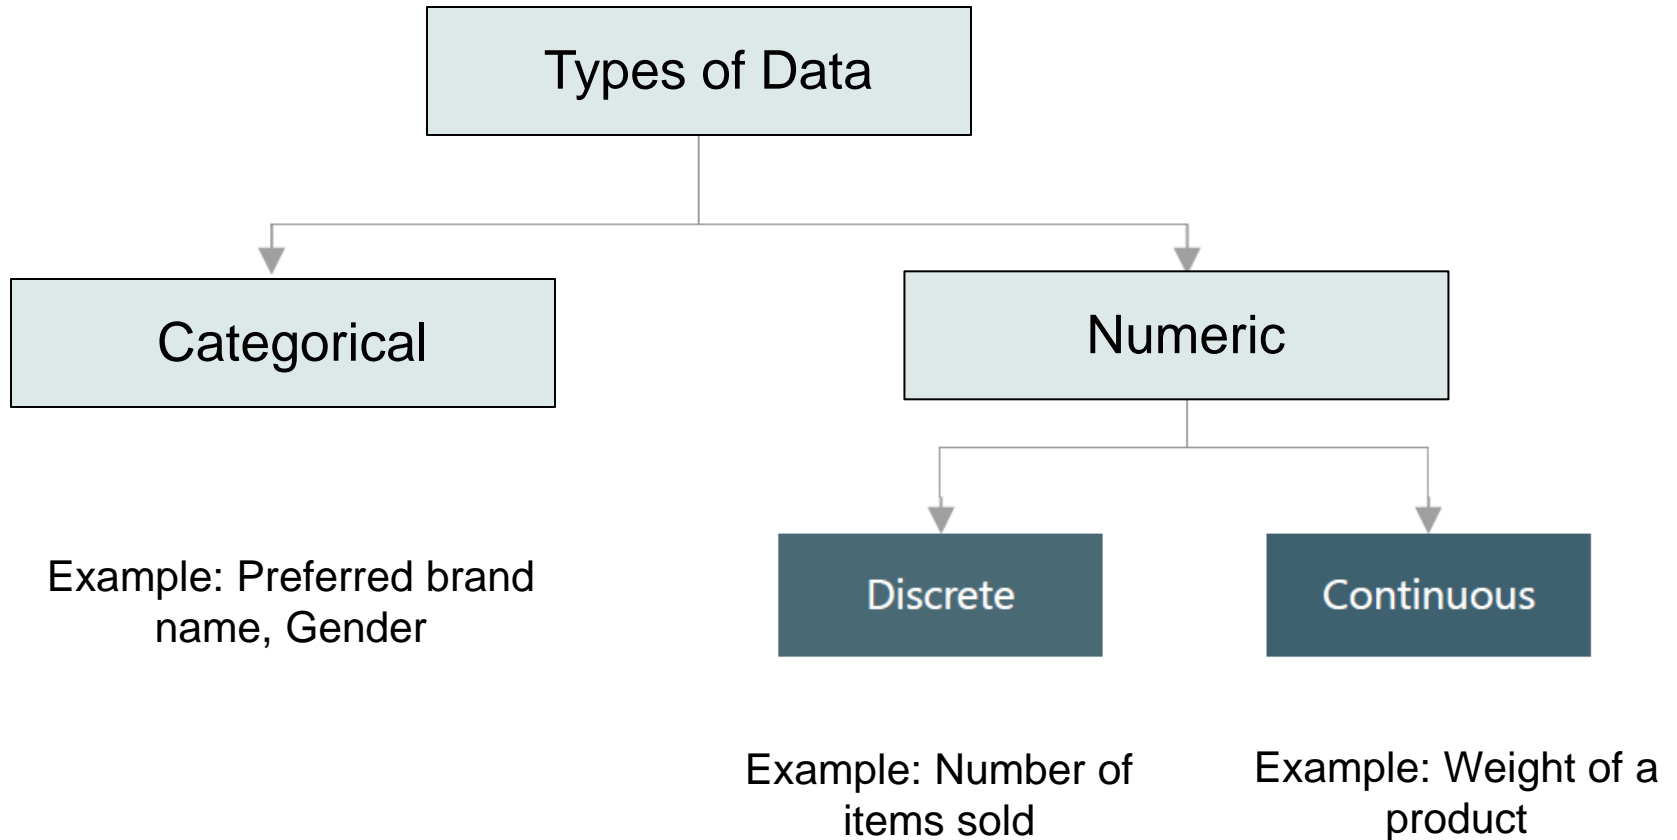 Types of Data
Categorical
Numeric
Example: Preferred brand
name, Gender
Discrete
Continuous
Example: Number of
items sold
Example: Weight of a
product